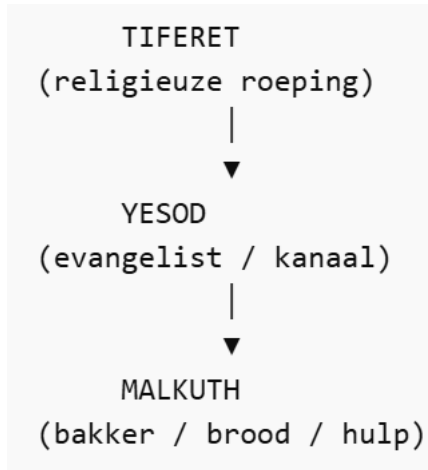 TIFERET
(religieuze roeping)
YESOD
(evangelist / kanaal)
MALKUTH
(bakker / brood / hulp)